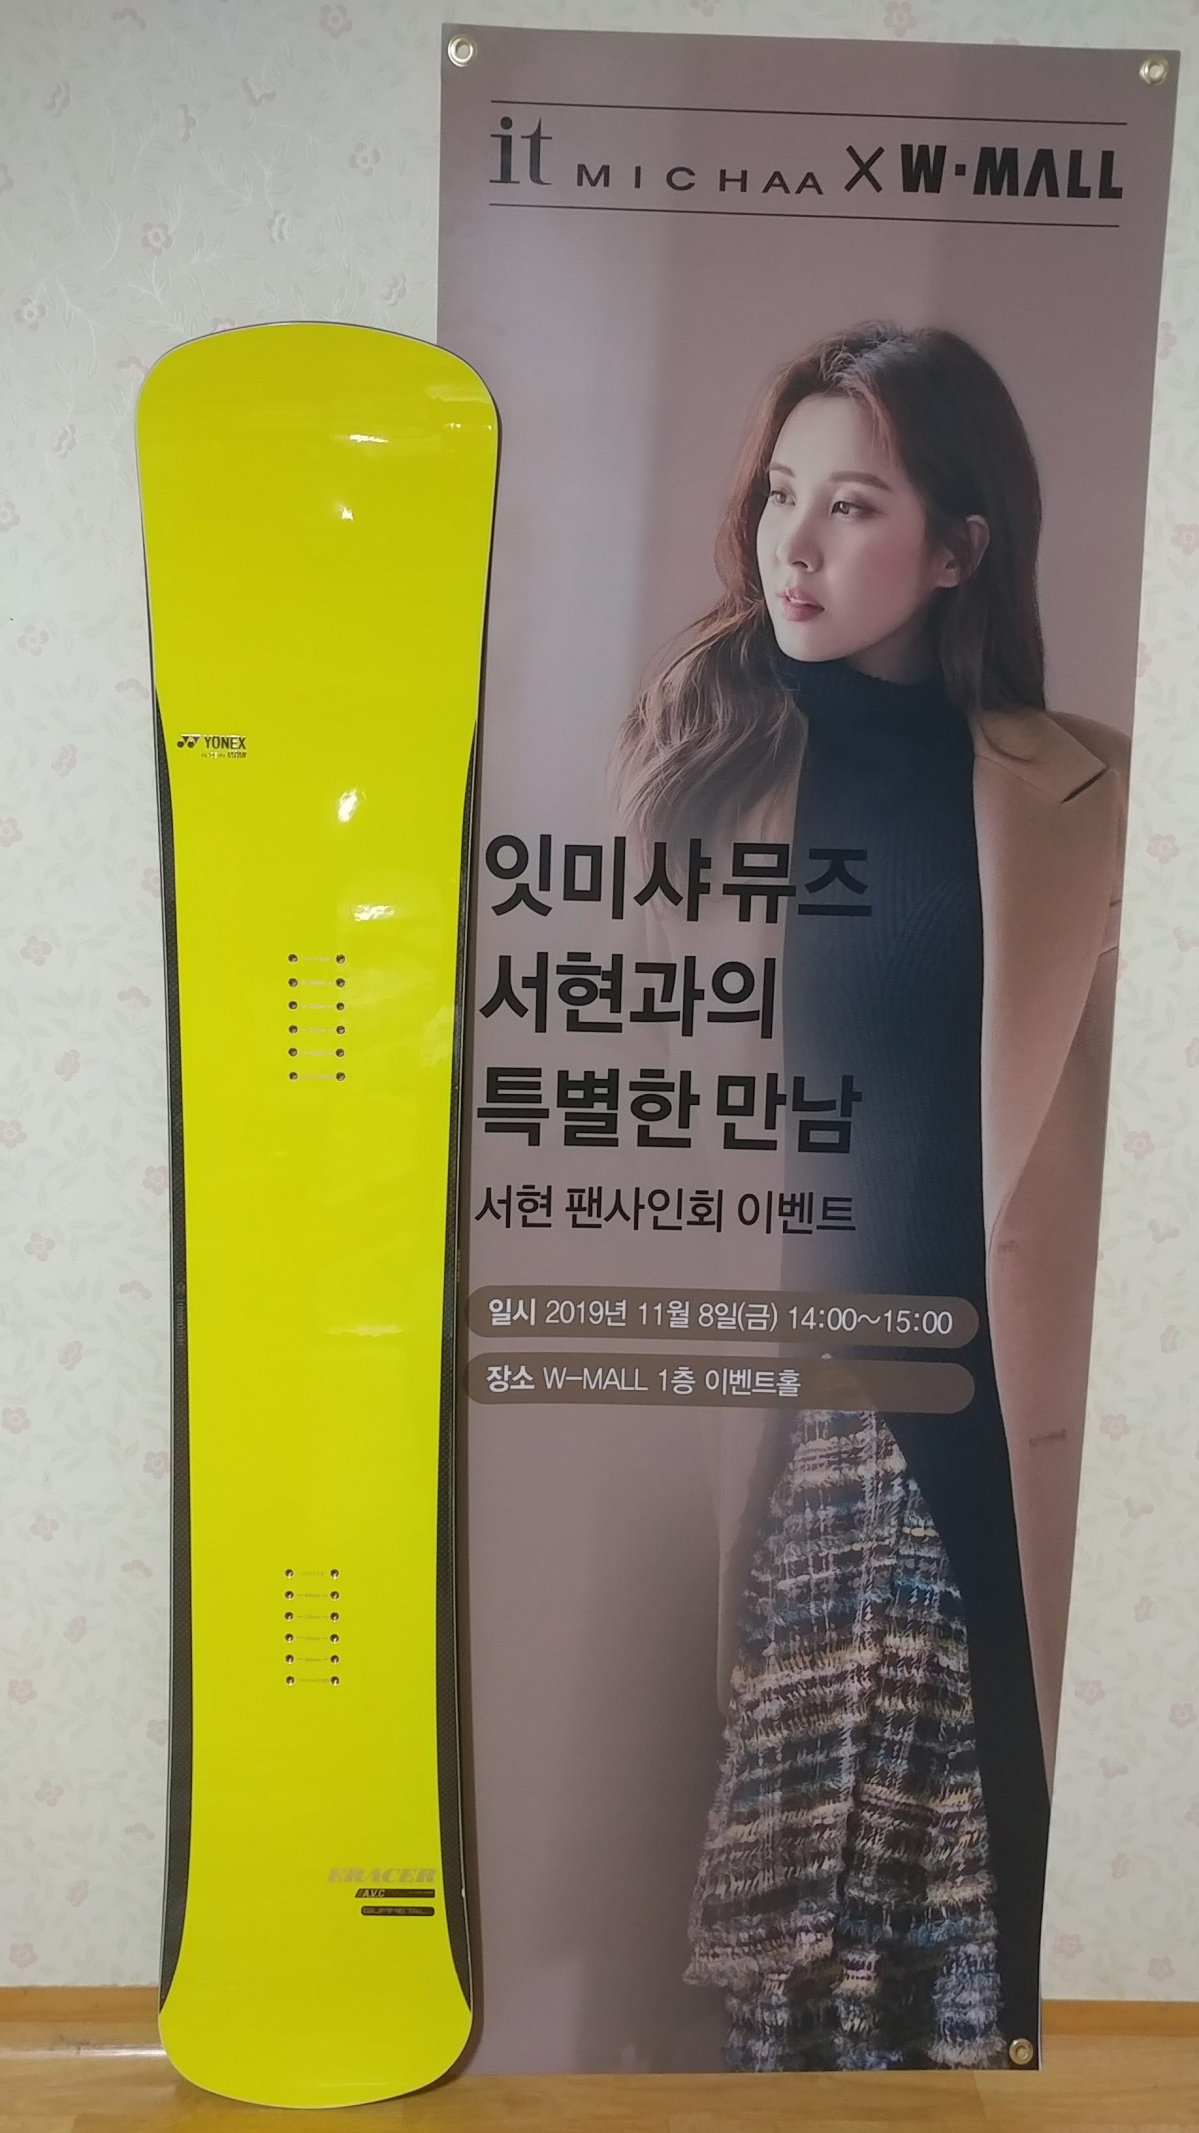 it MICHAA X W·MALL
YONEX
잇미샤 뮤즈
서현과의
특별한 만남
서현 팬사인회 이벤트
일시 2019년 11월 8일(금) 14:00~15:00
장소 W-MALL 1층 이벤트홀
ERACER
A.V.C
GUMMETAL